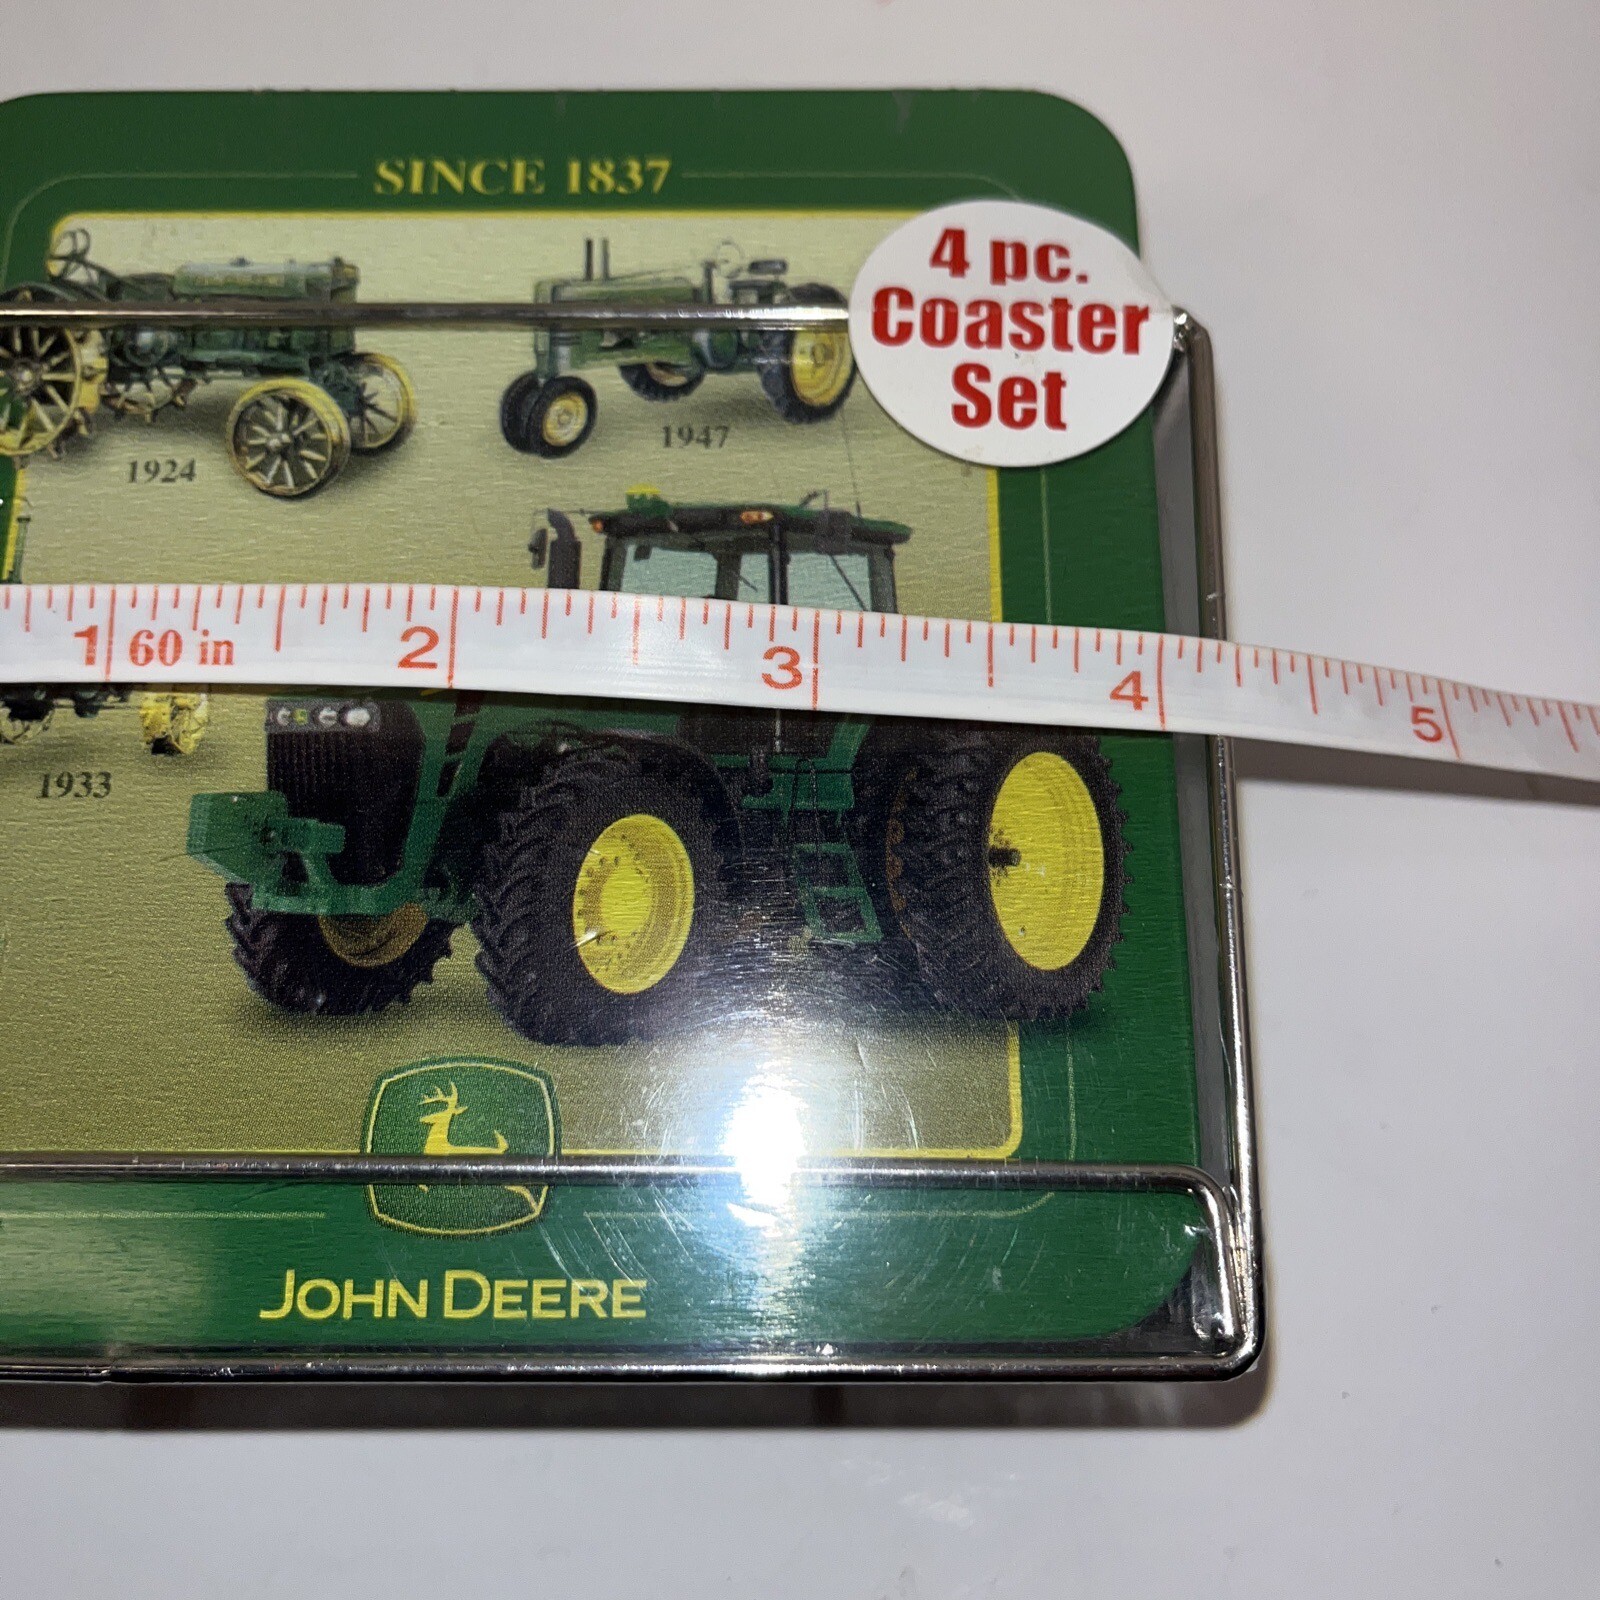 SINCE 1837
4 pc.
Coaster
Set
1924
1947
1 60 in 2 3 4 5
1933
JOHN DEERE